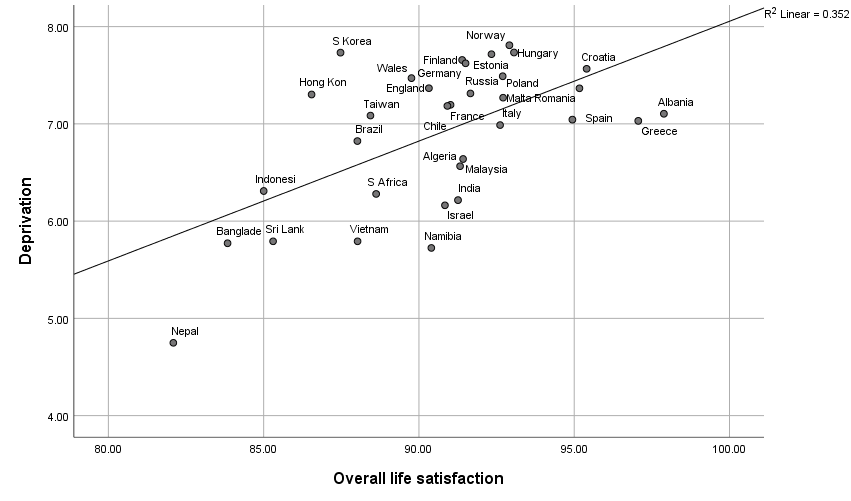 R2 Linear = 0.352
8.00
Norway
S Korea
Hungary
Finland
Croatia
Estonia
Wales
Germany
Russia
Poland
Hong Kon
England
Malta
Romania
Taiwan
Albania
France
Italy
Spain
7.00
Chile
Greece
Brazil
Algeria
Malaysia
Indonesi
S Africa
India
Israel
6.00
Banglade
Sri Lank
Vietnam
Namibia
5.00
Nepal
4.00
Deprivation
80.00 85.00 90.00 95.00 100.00
Overall life satisfaction